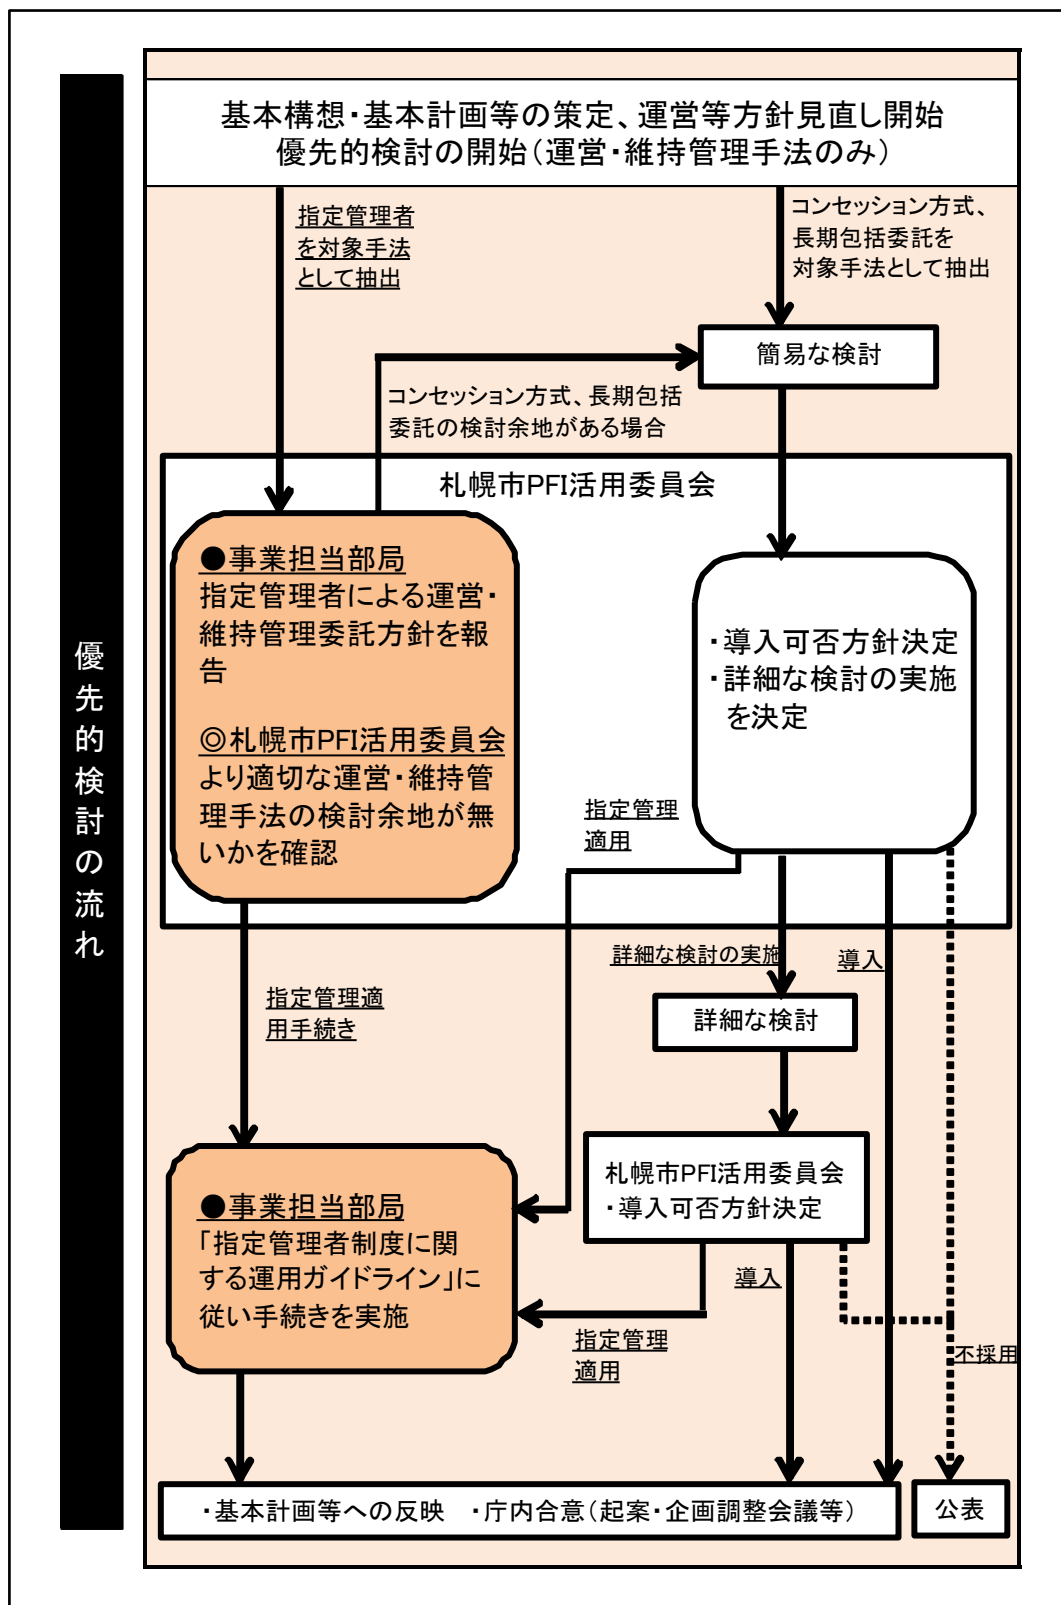 優先的検討の流れ
基本構想・基本計画等の策定、運営等方針見直し開始
優先的検討の開始（運営・維持管理手法のみ）
指定管理者
を対象手法
として抽出
コンセッション方式、
長期包括委託を
対象手法として抽出
簡易な検討
コンセッション方式、長期包括
委託の検討余地がある場合
札幌市PFI活用委員会
●事業担当部局
指定管理者による運営・
維持管理委託方針を報
告
◎札幌市PFI活用委員会
より適切な運営・維持管
理手法の検討余地が無
いかを確認
・導入可否方針決定
・詳細な検討の実施
を決定
指定管理
適用
詳細な検討の実施
導入
指定管理適
用手続き
詳細な検討
札幌市PFI活用委員会
・導入可否方針決定
●事業担当部局
「指定管理者制度に関
する運用ガイドライン」に
従い手続きを実施
導入
指定管理
適用
不採用
・基本計画等への反映　・庁内合意（起案・企画調整会議等）
公表